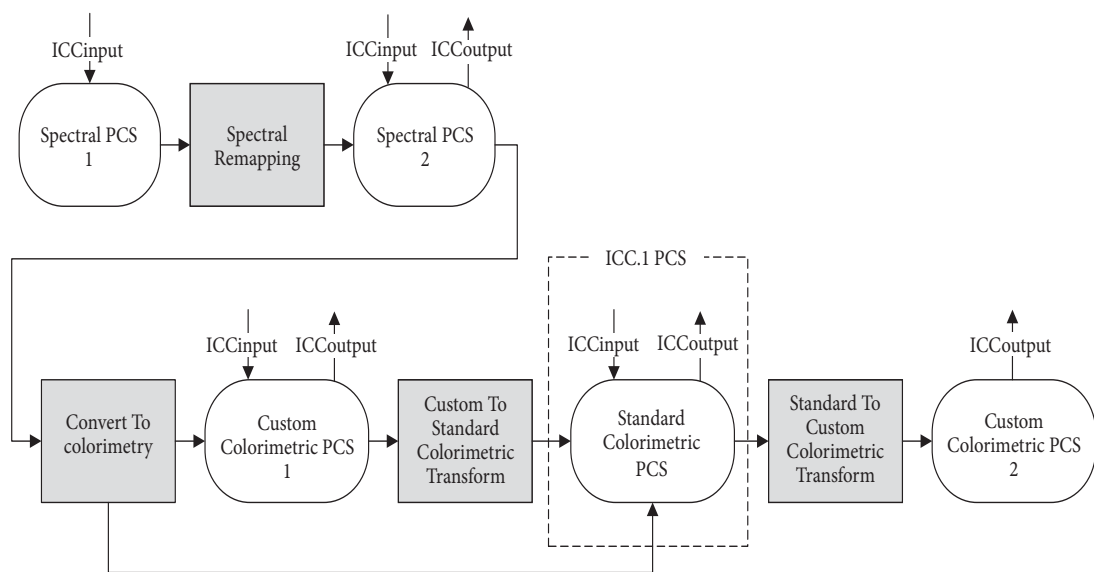 ICCinput
ICCinput
ICCoutput
Spectral PCS
1
Spectral
Remapping
Spectral PCS
2
ICC.1 PCS
ICCinput
ICCoutput
ICCinput
ICCoutput
ICCoutput
Convert To
colorimetry
Custom
Colorimetric PCS
1
Custom To
Standard
Colorimetric
Transform
Standard
Colorimetric
PCS
Standard To
Custom
Colorimetric
Transform
Custom
Colorimetric PCS
2